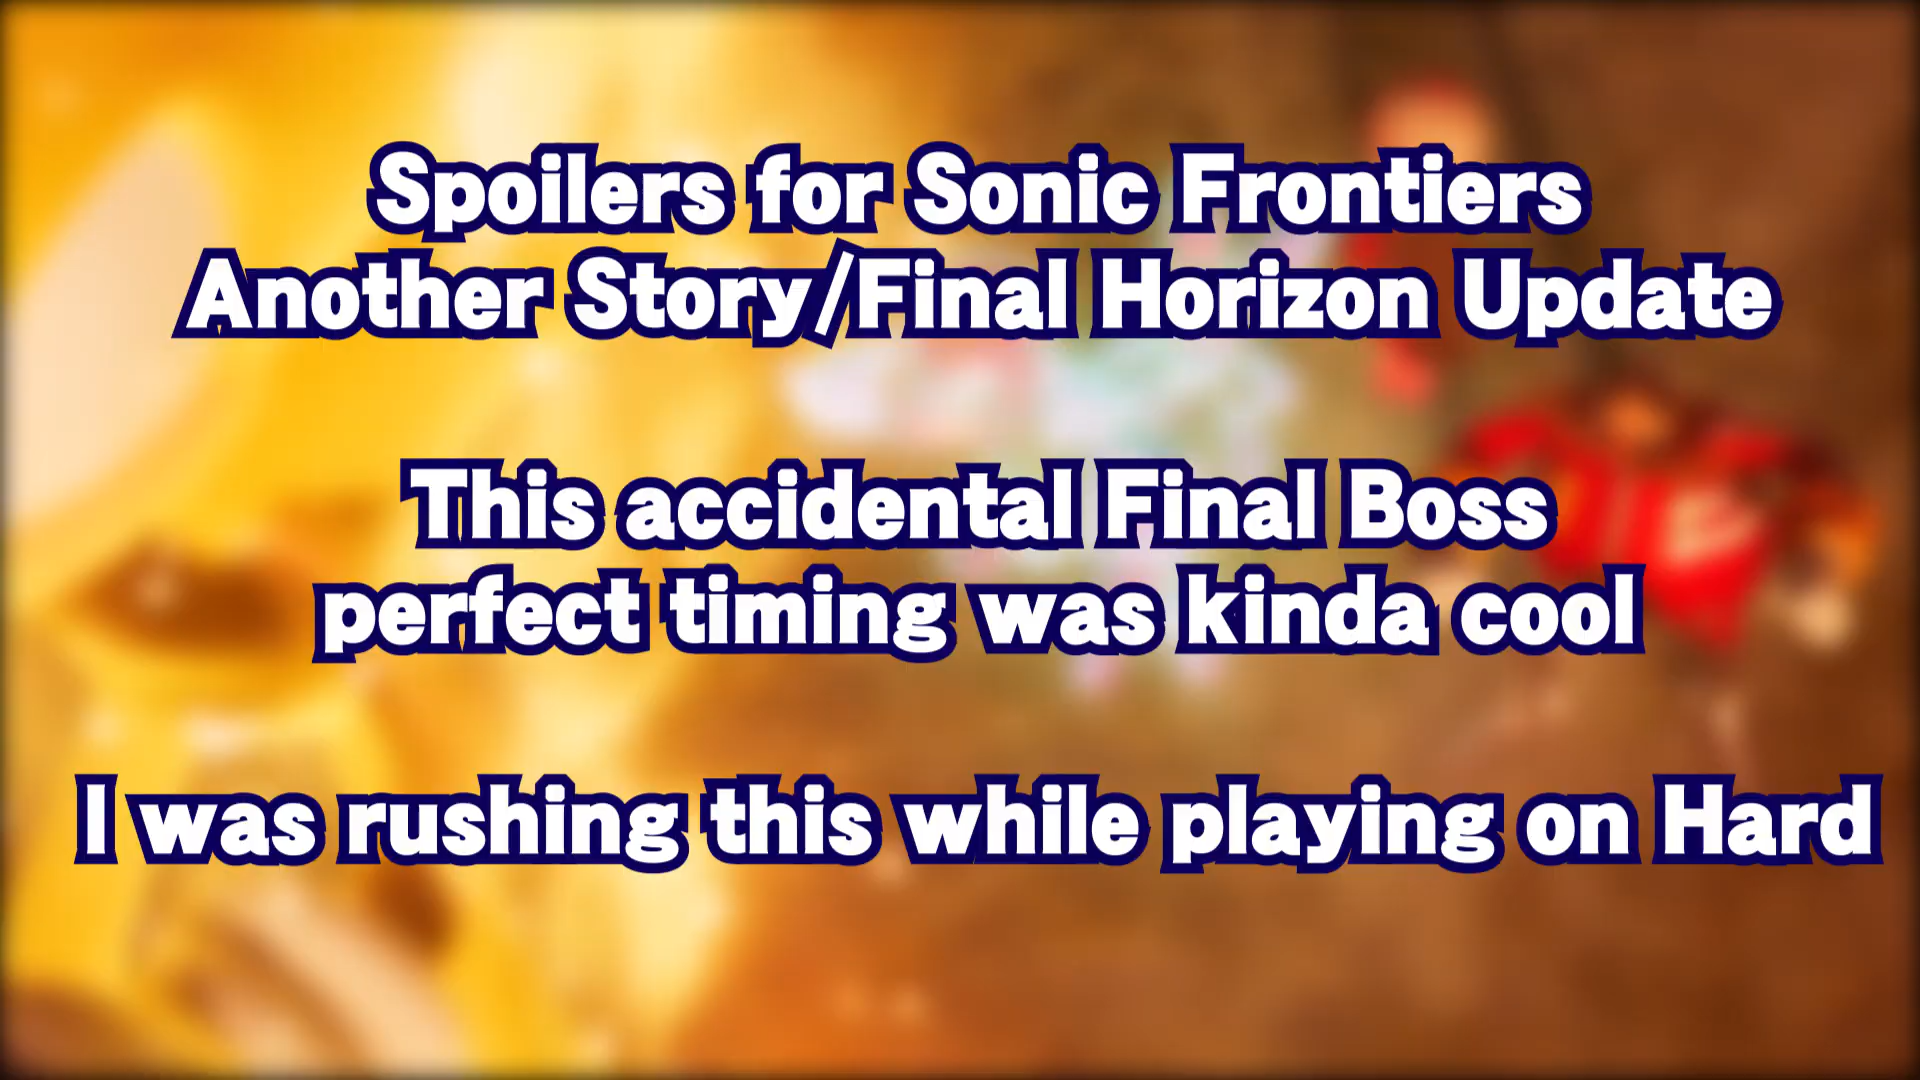 Spoilers for Sonic Frontiers
Another Story/Final Horizon Update
This accidental Final Boss
perfect timing was kinda cool
I was rushing this while playing on Hard